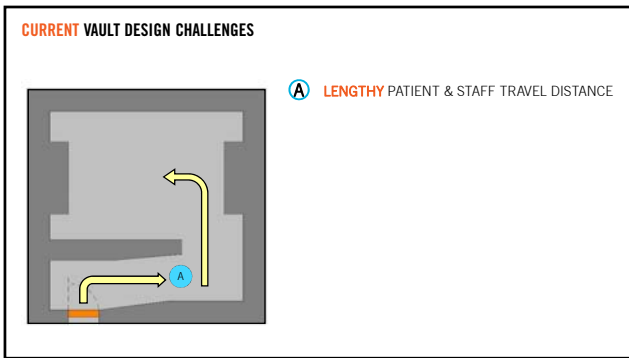 CURRENT VAULT DESIGN CHALLENGES
A LENGTHY PATIENT & STAFF TRAVEL DISTANCE
A